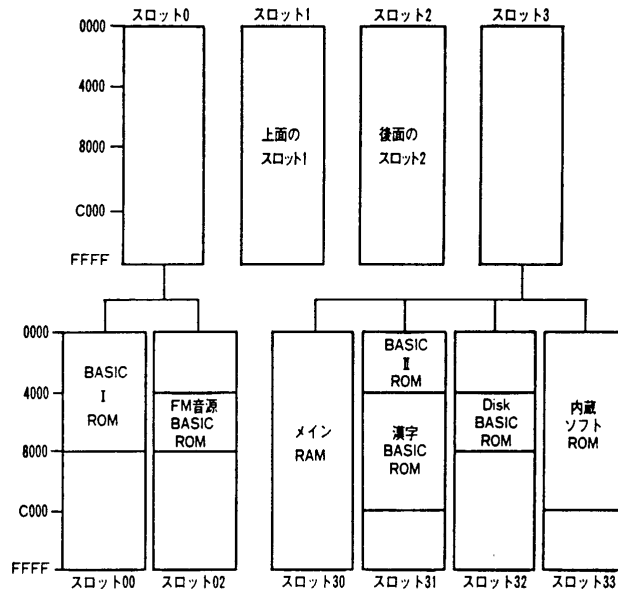 スロット0
スロット1
スロット2
スロット3
0000
4000
8000
C000
FFFF
上面の
スロット1
後面の
スロット2
0000
4000
8000
C000
FFFF
BASIC
I
ROM
FM音源
BASIC
ROM
メイン
RAM
BASIC
II
ROM
漢字
BASIC
ROM
Disk
BASIC
ROM
内蔵
ソフト
ROM
スロット00
スロット02
スロット30
スロット31
スロット32
スロット33